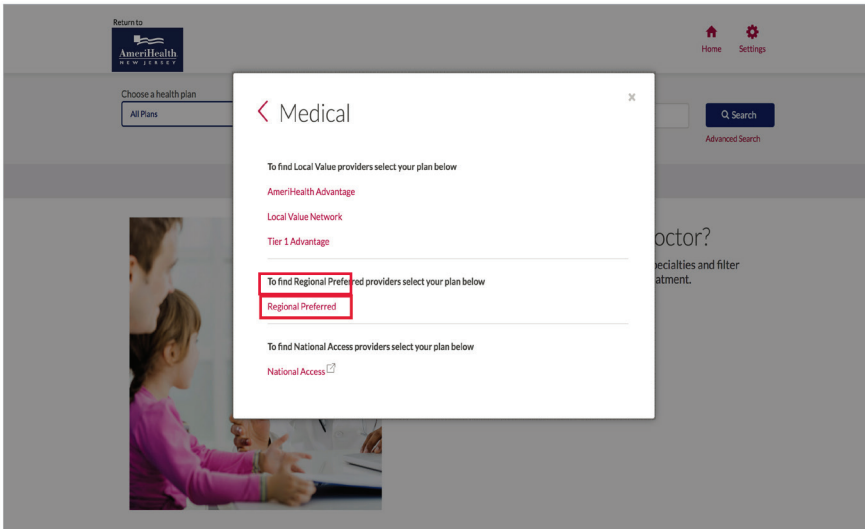 Return to
AmeriHealth
NEW JERSEY
Home Settings
Choose a health plan
All Plans
Search
Advanced Search
Medical
x
To find Local Value providers select your plan below
AmeriHealth Advantage
Local Value Network
Tier 1 Advantage
octor?
ecialties and filter
atment.
To find Regional Preferred providers select your plan below
Regional Preferred
To find National Access providers select your plan below
National Access